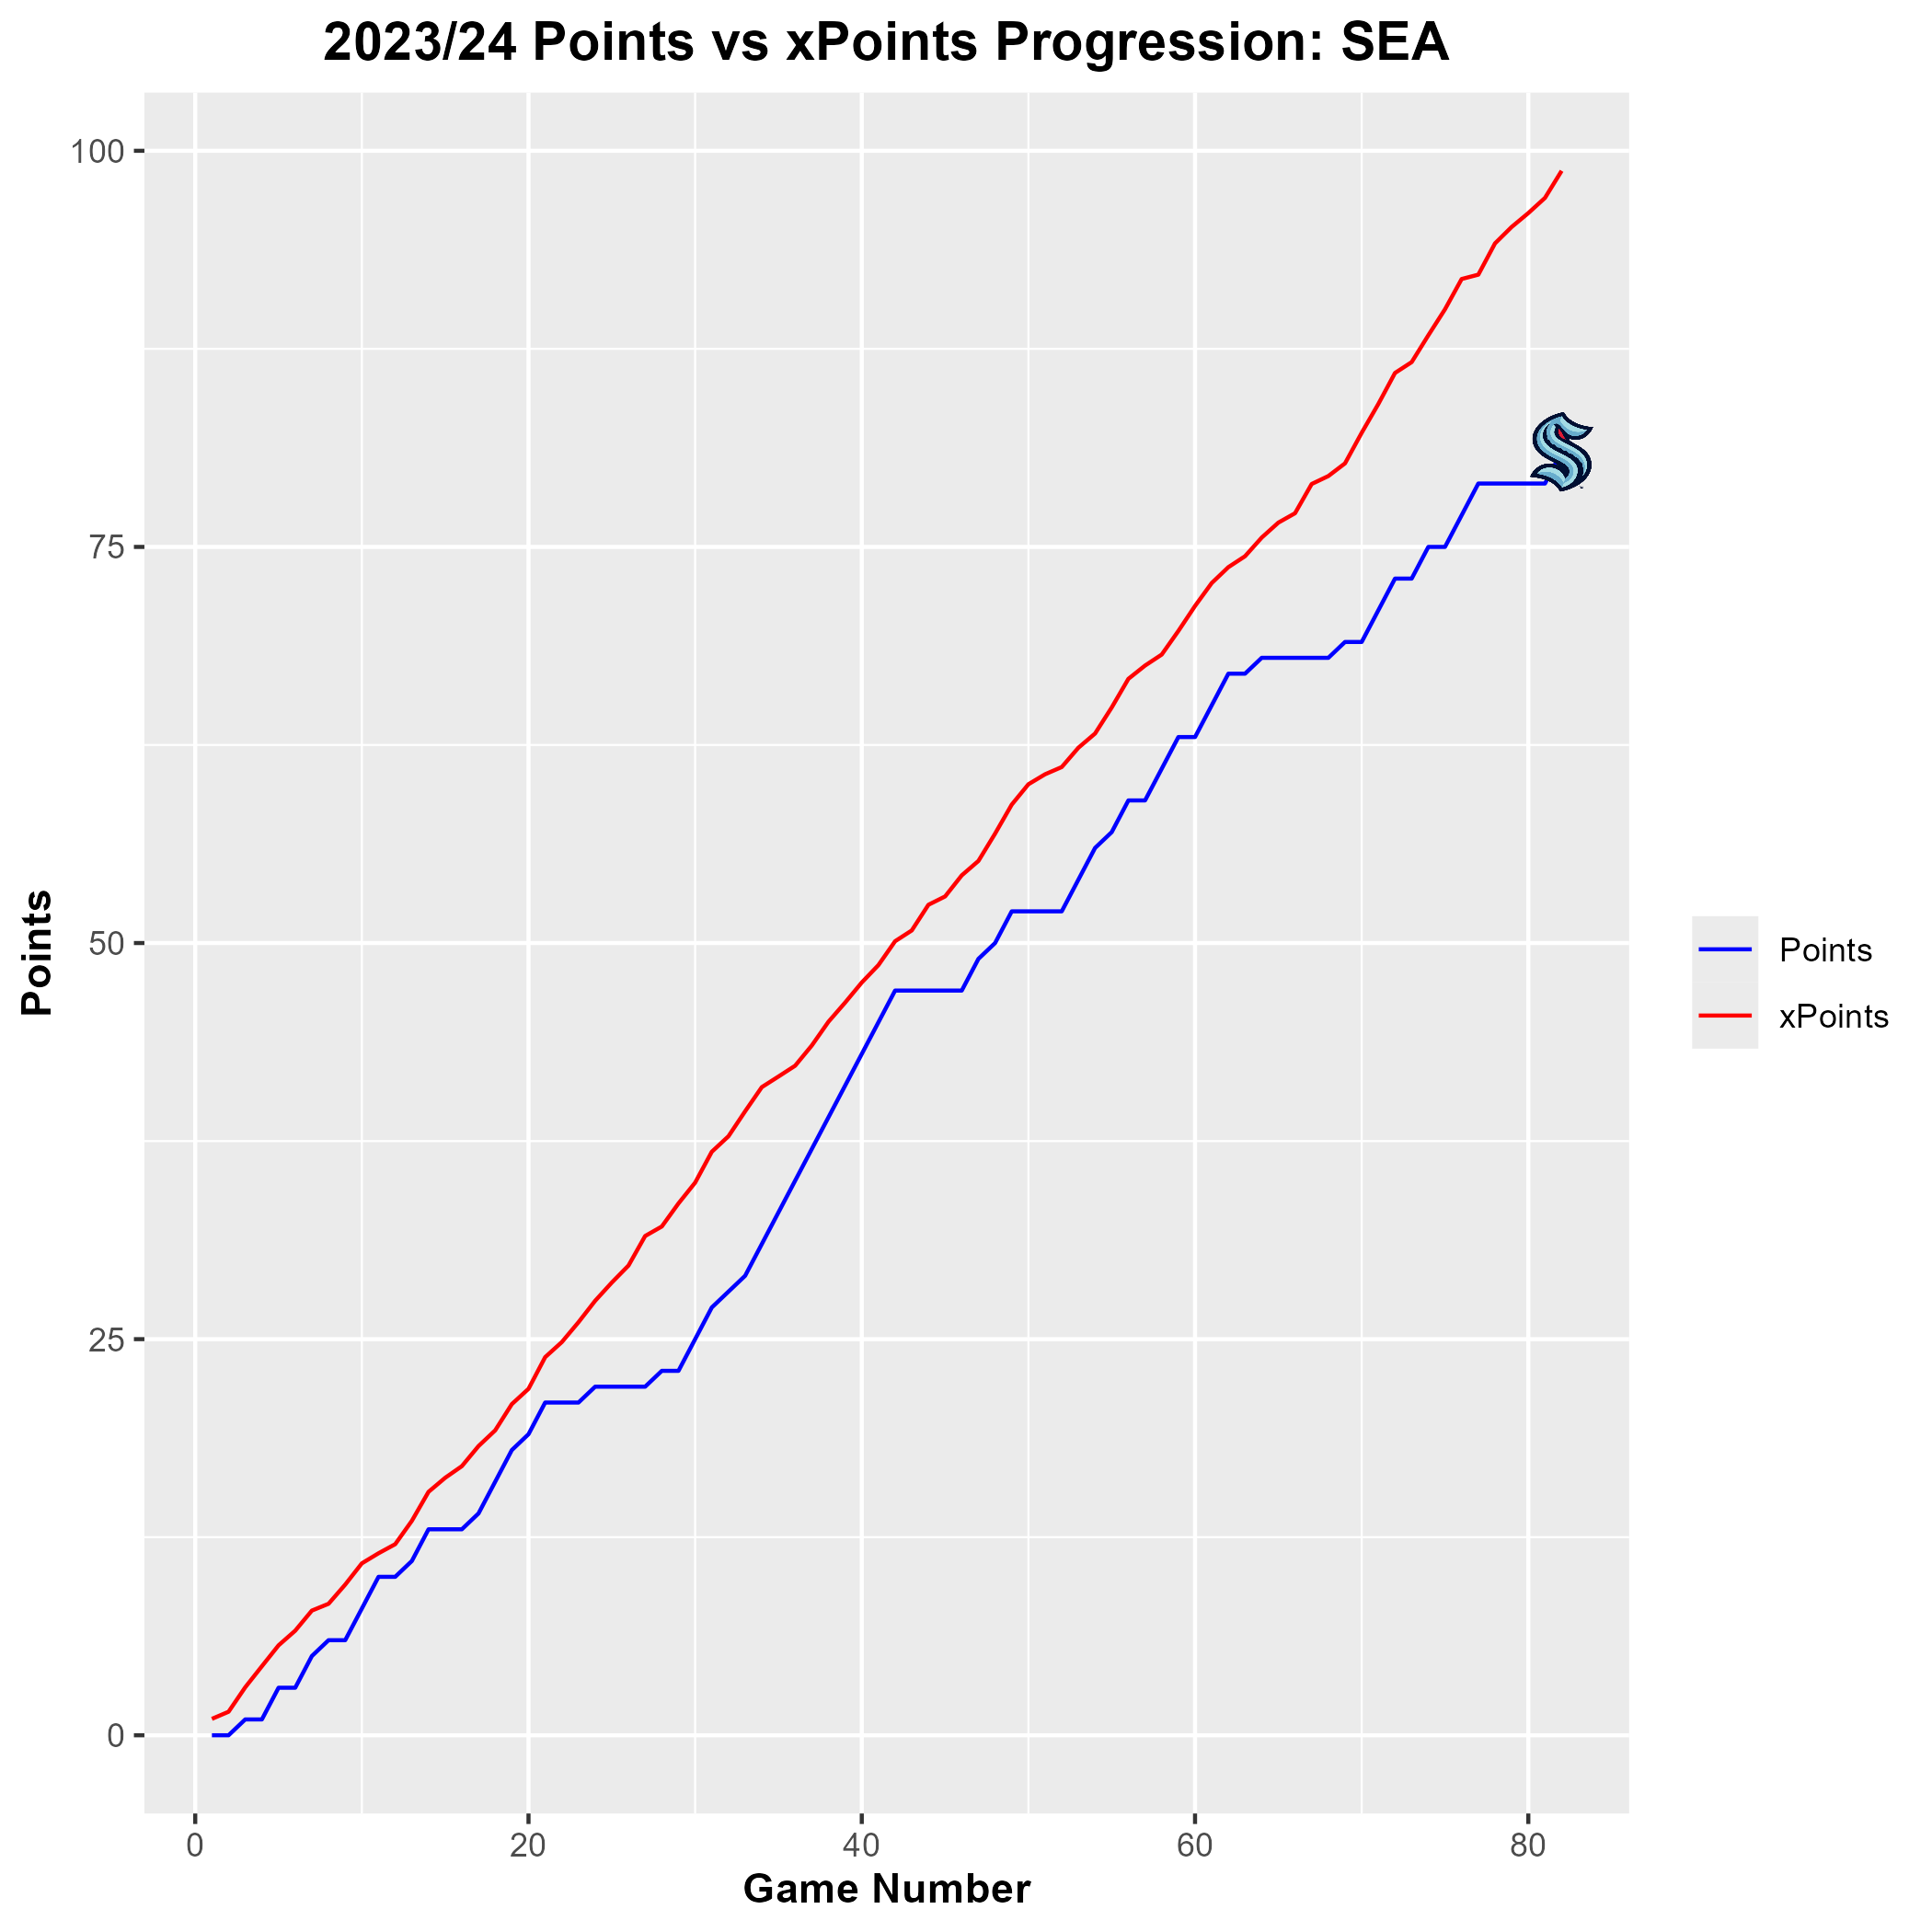 2023/24 Points vs xPoints Progression: SEA
100
75
50
25
0
Points
0 20 40 60 80
Game Number
Points
xPoints